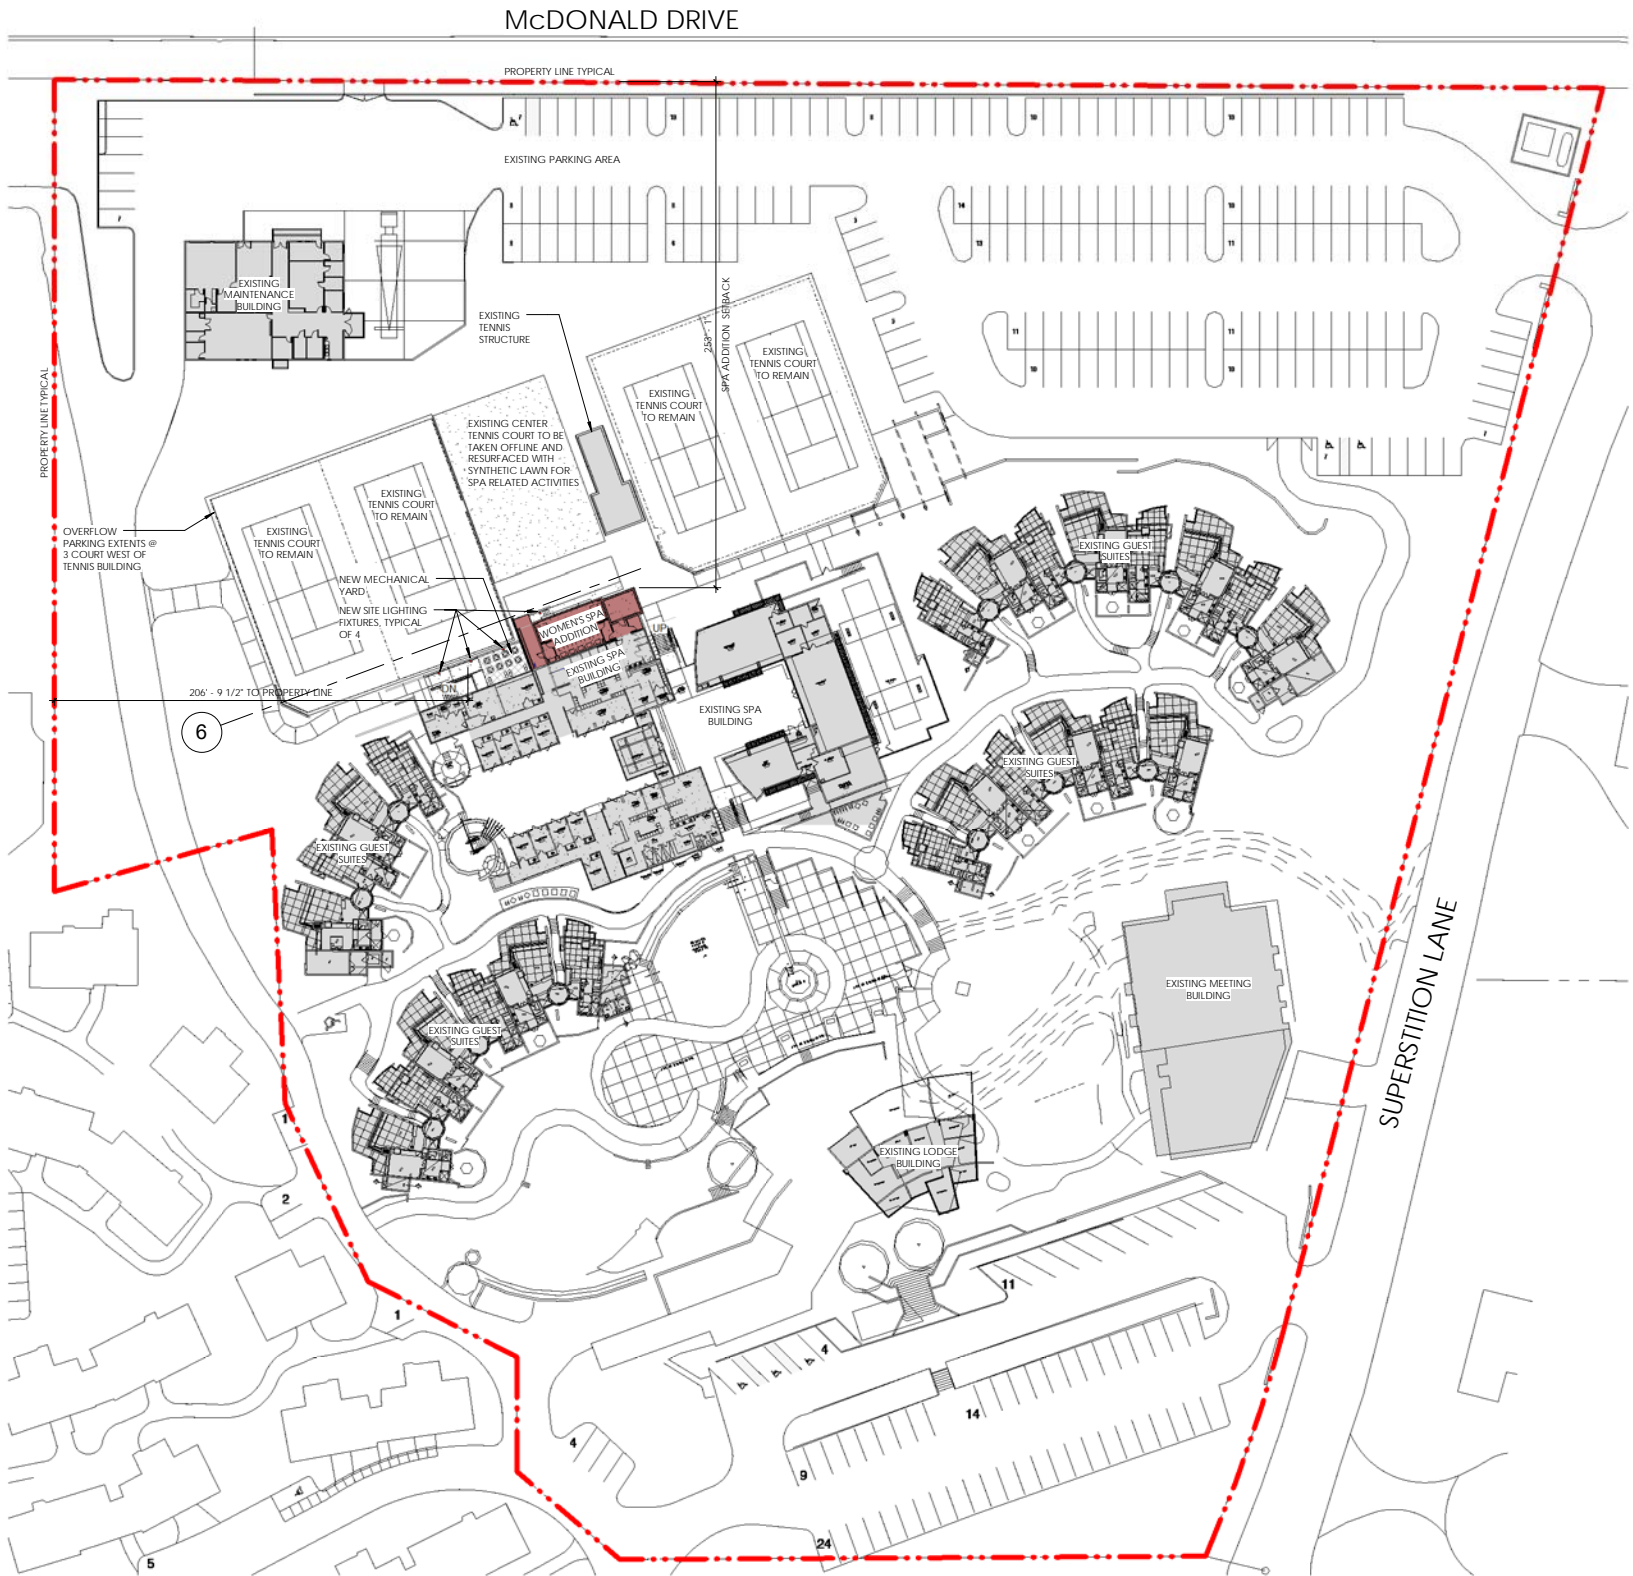 McDONALD DRIVE
PROPERTY LINE TYPICAL
EXISTING PARKING AREA
EXISTING
MAINTENANCE
BUILDING
EXISTING
TENNIS
STRUCTURE
253' - 1"
SPA ADDITION SETBACK
EXISTING
TENNIS COURT
TO REMAIN
EXISTING
TENNIS COURT
TO REMAIN
PROPERTY LINE TYPICAL
EXISTING CENTER
TENNIS COURT TO BE
TAKEN OFFLINE AND
RESURFACED WITH
SYNTHETIC LAWN FOR
SPA RELATED ACTIVITIES
EXISTING
TENNIS COURT
TO REMAIN
EXISTING
TENNIS COURT
TO REMAIN
OVERFLOW
PARKING EXTENTS @
3 COURT WEST OF
TENNIS BUILDING
NEW MECHANICAL
YARD
NEW SITE LIGHTING
FIXTURES, TYPICAL
OF 4
WOMEN'S SPA
ADDITION
UP
EXISTING SPA
BUILDING
DN
206' - 9 1/2" TO PROPERTY LINE
6
EXISTING SPA
BUILDING
EXISTING GUEST
SUITES
EXISTING GUEST
SUITES
EXISTING GUEST
SUITES
EXISTING GUEST
SUITES
EXISTING MEETING
BUILDING
SUPERSTITION LANE
EXISTING LODGE
BUILDING
1
2
1
11
4
14
4
9
24
5